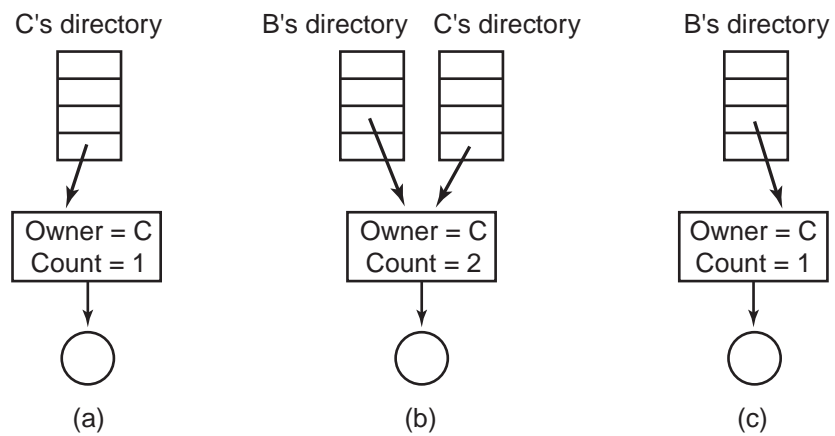 C's directory
B's directory C's directory
B's directory
Owner = C
Count = 1
Owner = C
Count = 2
Owner = C
Count = 1
(a)
(b)
(c)